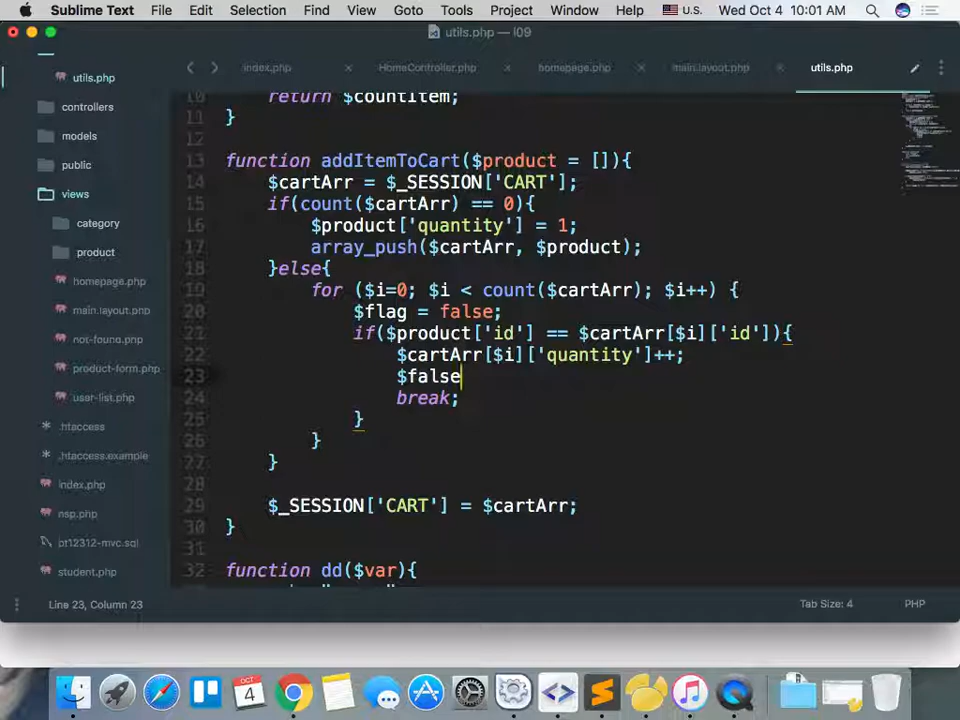 Sublime Text File Edit Selection Find View Goto Tools Project Window Help U.S. Wed Oct 4 10:01 AM
utils.php — l09
index.php HomeController.php homepage.php main.layout.php utils.php
utils.php
controllers
models
public
views
category
product
homepage.php
main.layout.php
not-found.php
product-form.php
user-list.php
.htaccess
.htaccess.example
index.php
nsp.php
pt12312-mvc.sql
student.php
10 return $countItem;
11 }
12
13 function addItemToCart($product = []){
14 $cartArr = $_SESSION['CART'];
15 if(count($cartArr) == 0){
16 $product['quantity'] = 1;
17 array_push($cartArr, $product);
18 }else{
19 for ($i=0; $i < count($cartArr); $i++) {
20 $flag = false;
21 if($product['id'] == $cartArr[$i]['id']){
22 $cartArr[$i]['quantity']++;
23 $false
24 break;
25 }
26 }
27 }
28
29 $_SESSION['CART'] = $cartArr;
30 }
31
32 function dd($var){
Line 23, Column 23 Tab Size: 4 PHP
OCT
4